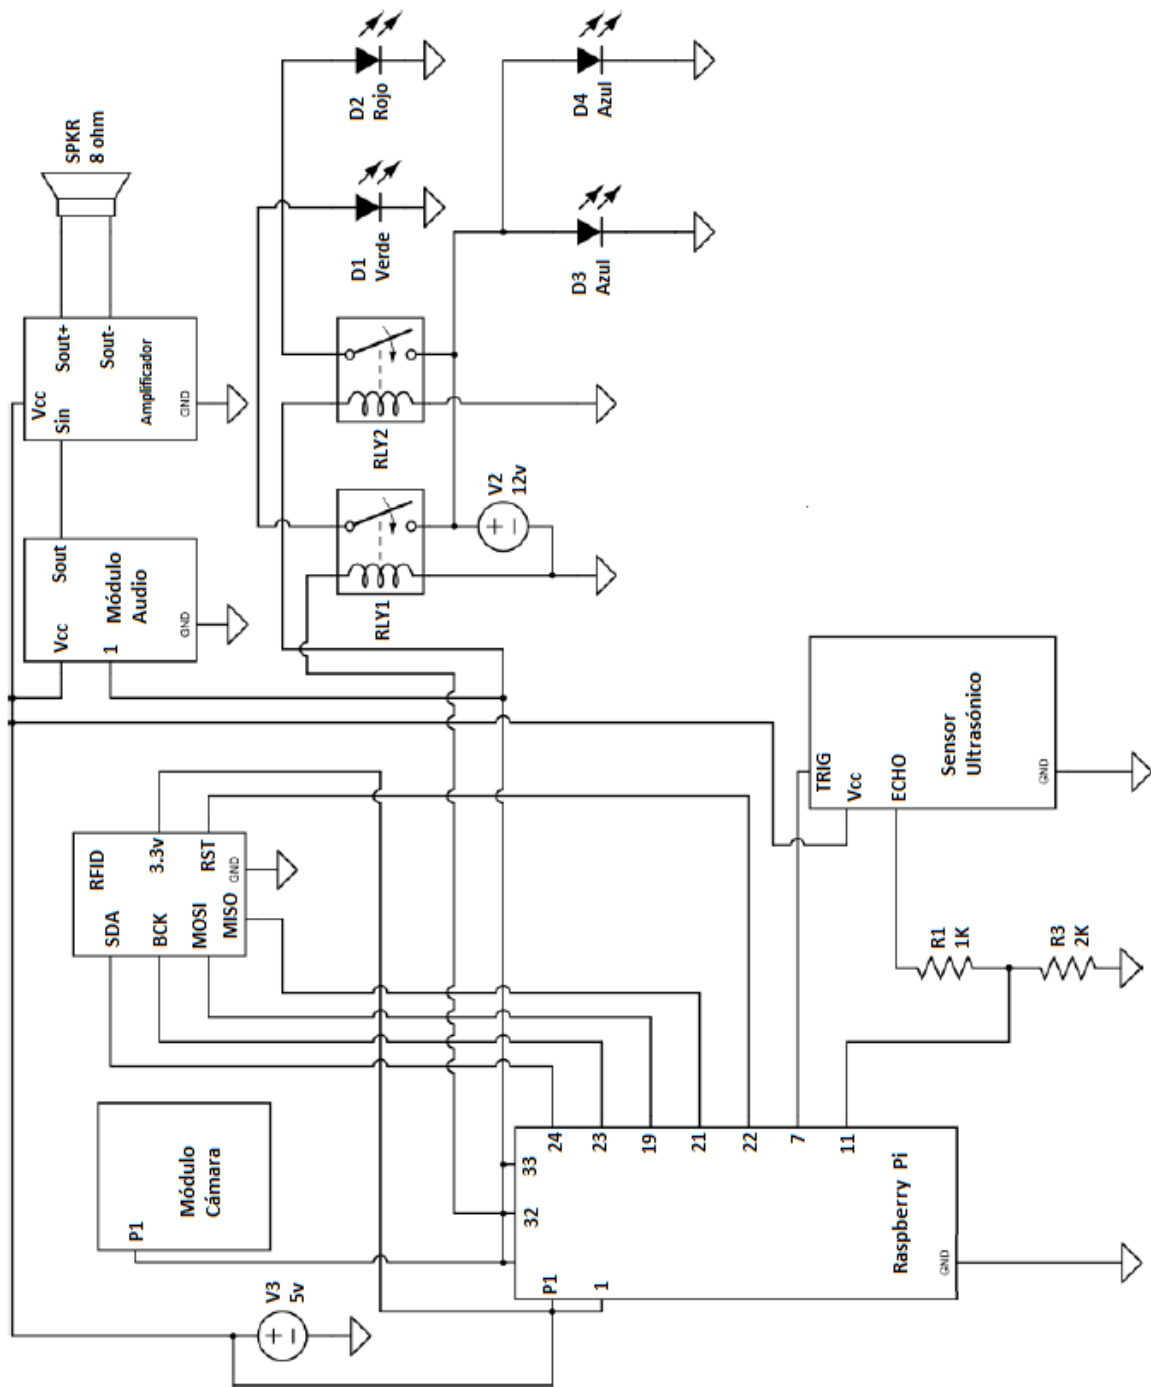 SPKR
8 ohm
Vcc
Sin
Sout+
Sout-
Amplificador
GND
Vcc
Sout
1
Módulo
Audio
GND
D2
Rojo
D4
Azul
D1
Verde
D3
Azul
RLY2
RLY1
V2
12v
+
−
RFID
SDA
3.3v
BCK
RST
MOSI
MISO
GND
TRIG
Vcc
ECHO
Sensor
Ultrasónico
GND
R1
1K
R3
2K
Módulo
Cámara
P1
V3
5v
+
−
33
32
P1
1
24
23
19
21
22
7
11
Raspberry Pi
GND